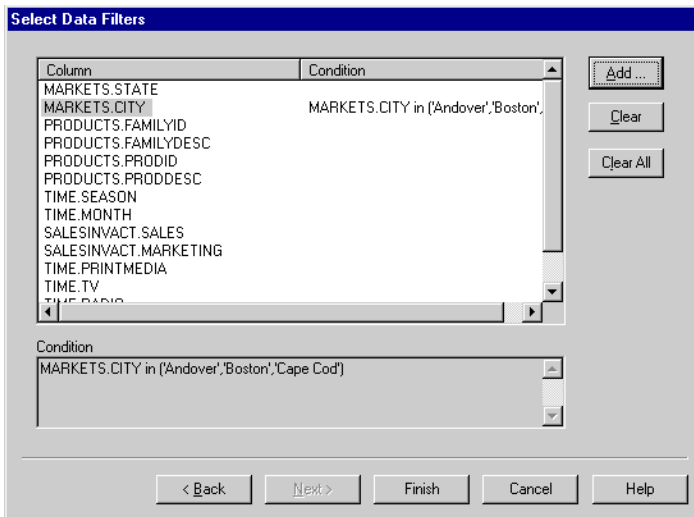 Select Data Filters
Column Condition
Add ...
MARKETS.STATE
MARKETS.CITY MARKETS.CITY in ('Andover','Boston',
Clear
PRODUCTS.FAMILYID
PRODUCTS.FAMILYDESC
PRODUCTS.PRODID
Clear All
PRODUCTS.PRODDESC
TIME.SEASON
TIME.MONTH
SALESINVACT.SALES
SALESINVACT.MARKETING
TIME.PRINTMEDIA
TIME.TV
TIME.RADIO
Condition
MARKETS.CITY in ('Andover','Boston','Cape Cod')
< Back Next > Finish Cancel Help